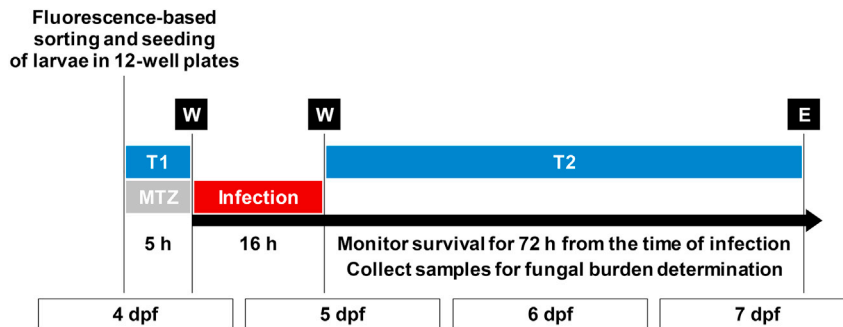 Fluorescence-based
sorting and seeding
of larvae in 12-well plates
W W E
T1 T2
MTZ Infection
5 h 16 h Monitor survival for 72 h from the time of infection
Collect samples for fungal burden determination
4 dpf 5 dpf 6 dpf 7 dpf